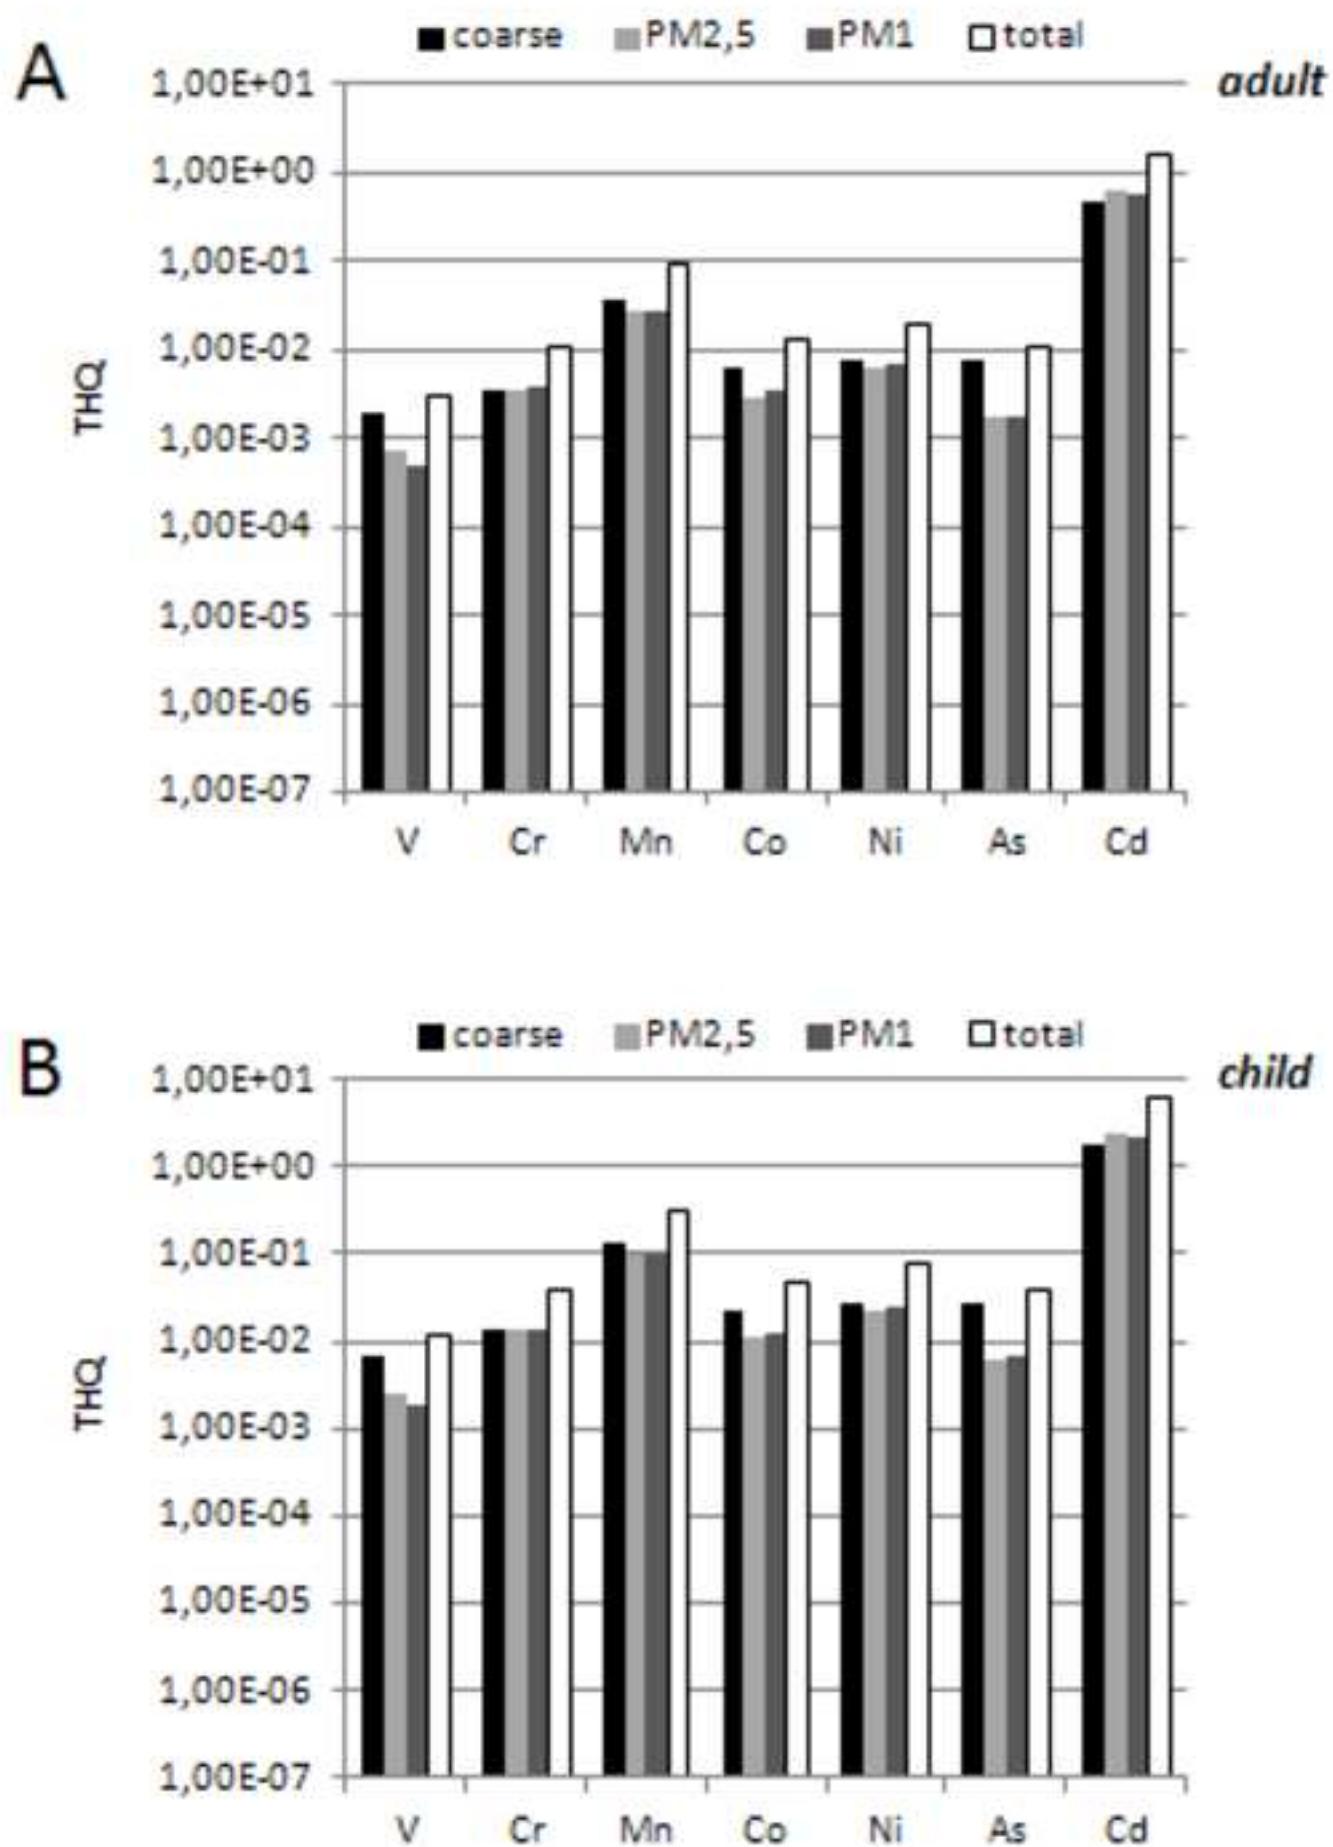 A
coarse PM2,5 PM1 total
adult
1,00E+01
1,00E+00
1,00E-01
1,00E-02
1,00E-03
1,00E-04
1,00E-05
1,00E-06
1,00E-07
THQ
V Cr Mn Co Ni As Cd
B
coarse PM2,5 PM1 total
child
1,00E+01
1,00E+00
1,00E-01
1,00E-02
1,00E-03
1,00E-04
1,00E-05
1,00E-06
1,00E-07
THQ
V Cr Mn Co Ni As Cd